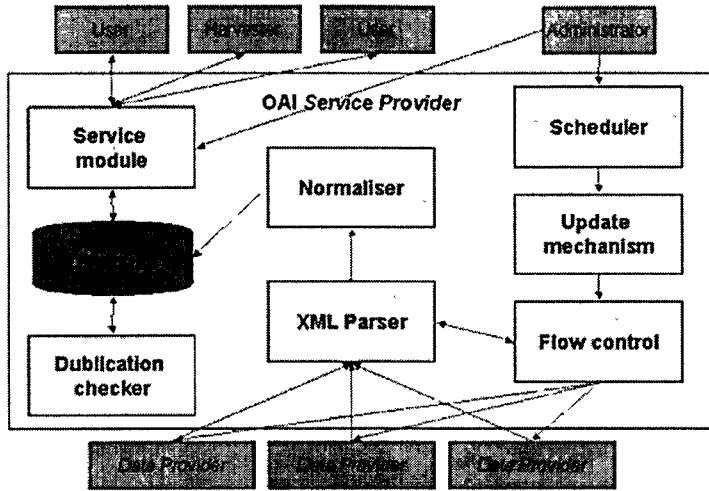 User
Harvester
User
Administrator
OAI Service Provider
Service
module
Scheduler
Normaliser
Update
mechanism
XML Parser
Flow control
Dublication
checker
Data Provider
Data Provider
Data Provider